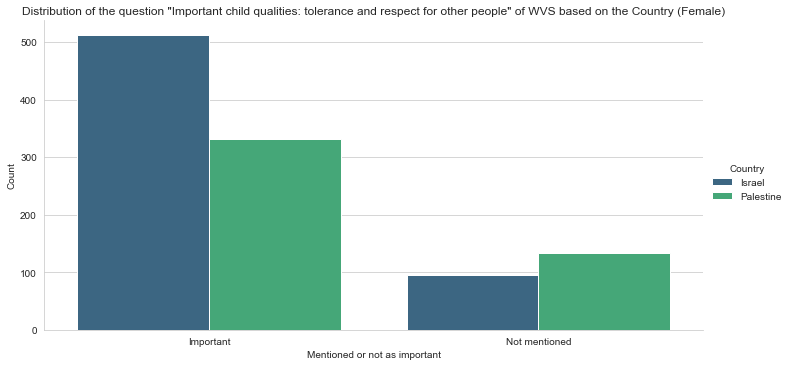 Distribution of the question "Important child qualities: tolerance and respect for other people" of WVS based on the Country (Female)
500
400
300
200
100
0
Count
Important
Not mentioned
Mentioned or not as important
Country
Israel
Palestine